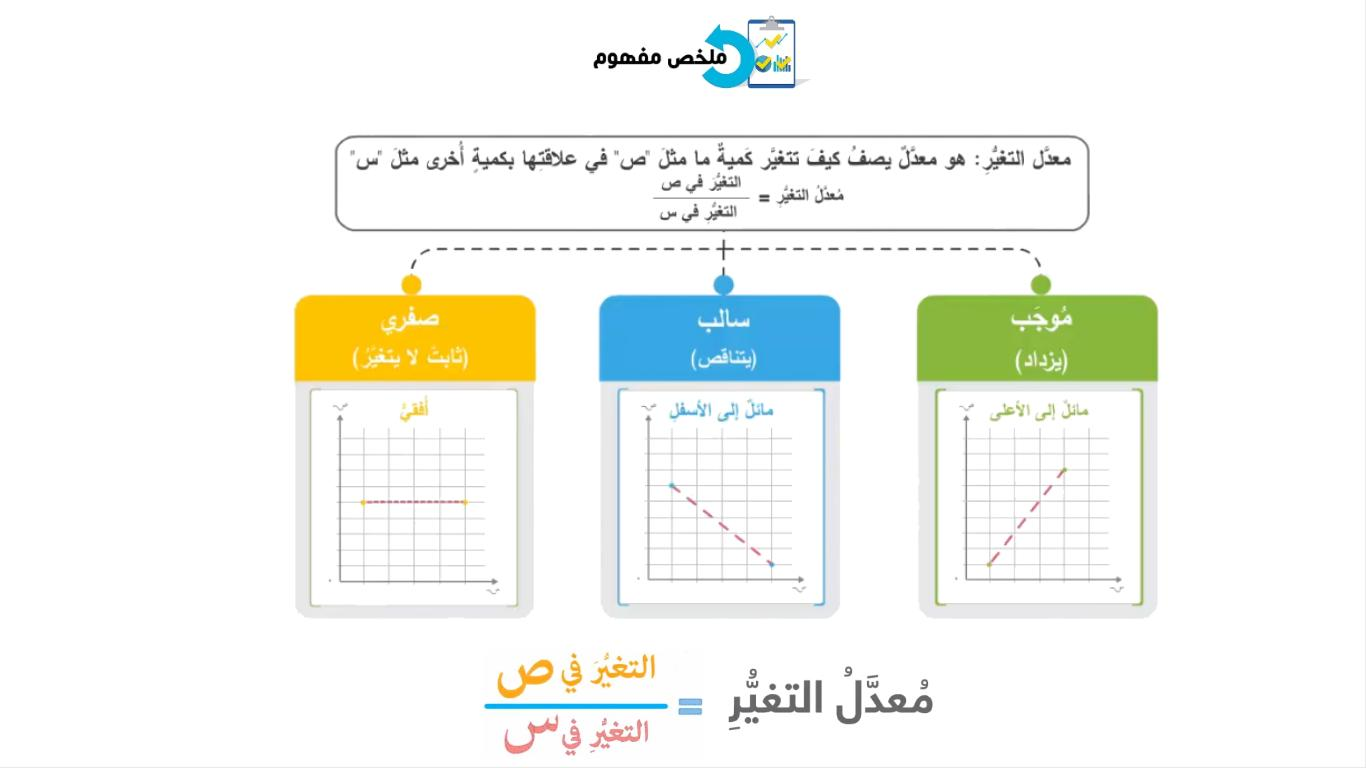 ملخص مفهوم
معدَّل التغيُّرِ: هو معدَّلٌ يصفُ كيفَ تتغيَّر كَميةٌ ما مثلَ "ص" في علاقتِها بكميةٍ أُخرى مثلَ "س"
مُعدَّلُ التغيُّرِ = التغيُّرَ في ص
التغيُّرِ في س
مُوجَب
(يزداد)
مائلٌ إلى الأعلى
سالب
(يتناقص)
مائلٌ إلى الأسفلِ
صفري
(ثابتٌ لا يتغيَّرُ)
أُفقيٌّ
مُعدَّلُ التغيُّرِ = التغيُّرَ في ص
التغيُّرِ في س